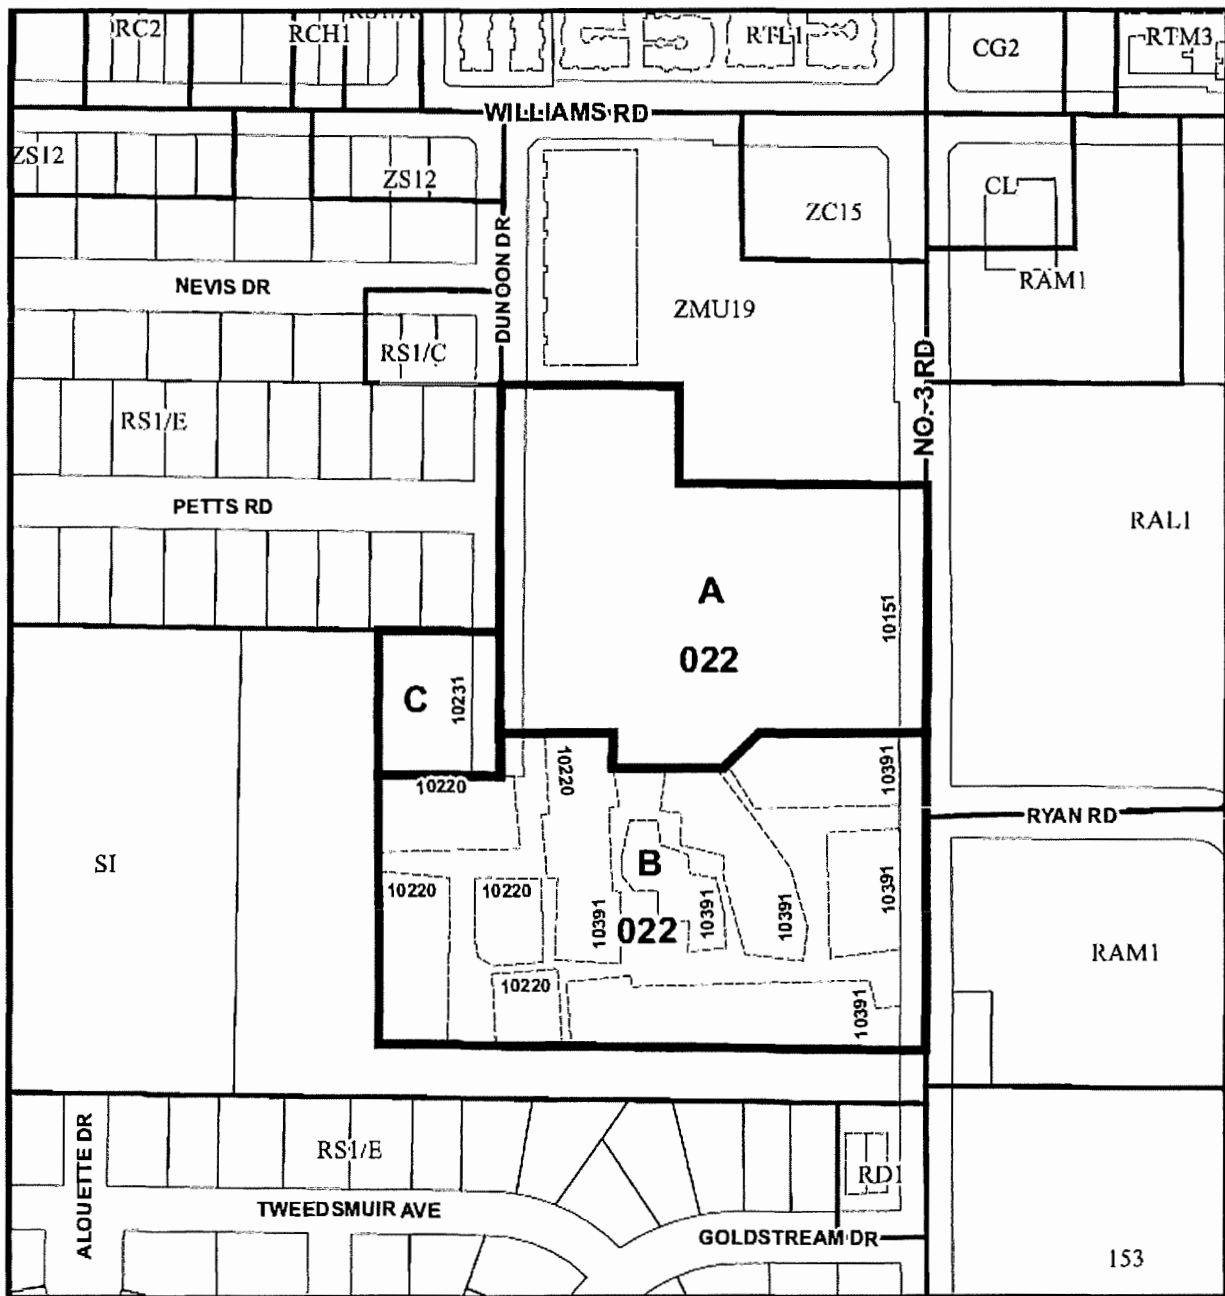 RC2
RCH1
RS1/A
RTL1
CG2
RTM3
WILLIAMS RD
ZS12
ZS12
ZC15
CL
RAM1
NEVIS DR
DUNOON DR
ZMU19
RS1/C
NO. 3 RD
RS1/E
PETTS RD
RAL1
A
022
10151
C
10231
10220
10220
10391
RYAN RD
SI
B
022
10220
10220
10391
10391
10391
10391
RAM1
10220
10391
ALOUETTE DR
RS1/E
RD1
TWEEDSMUIR AVE
GOLDSTREAM DR
153